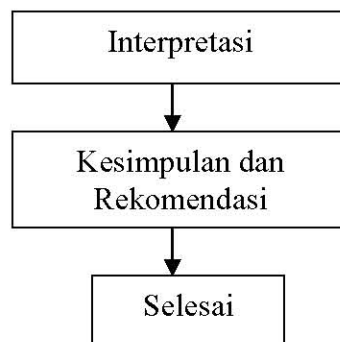 Interpretasi
Kesimpulan dan
Rekomendasi
Selesai